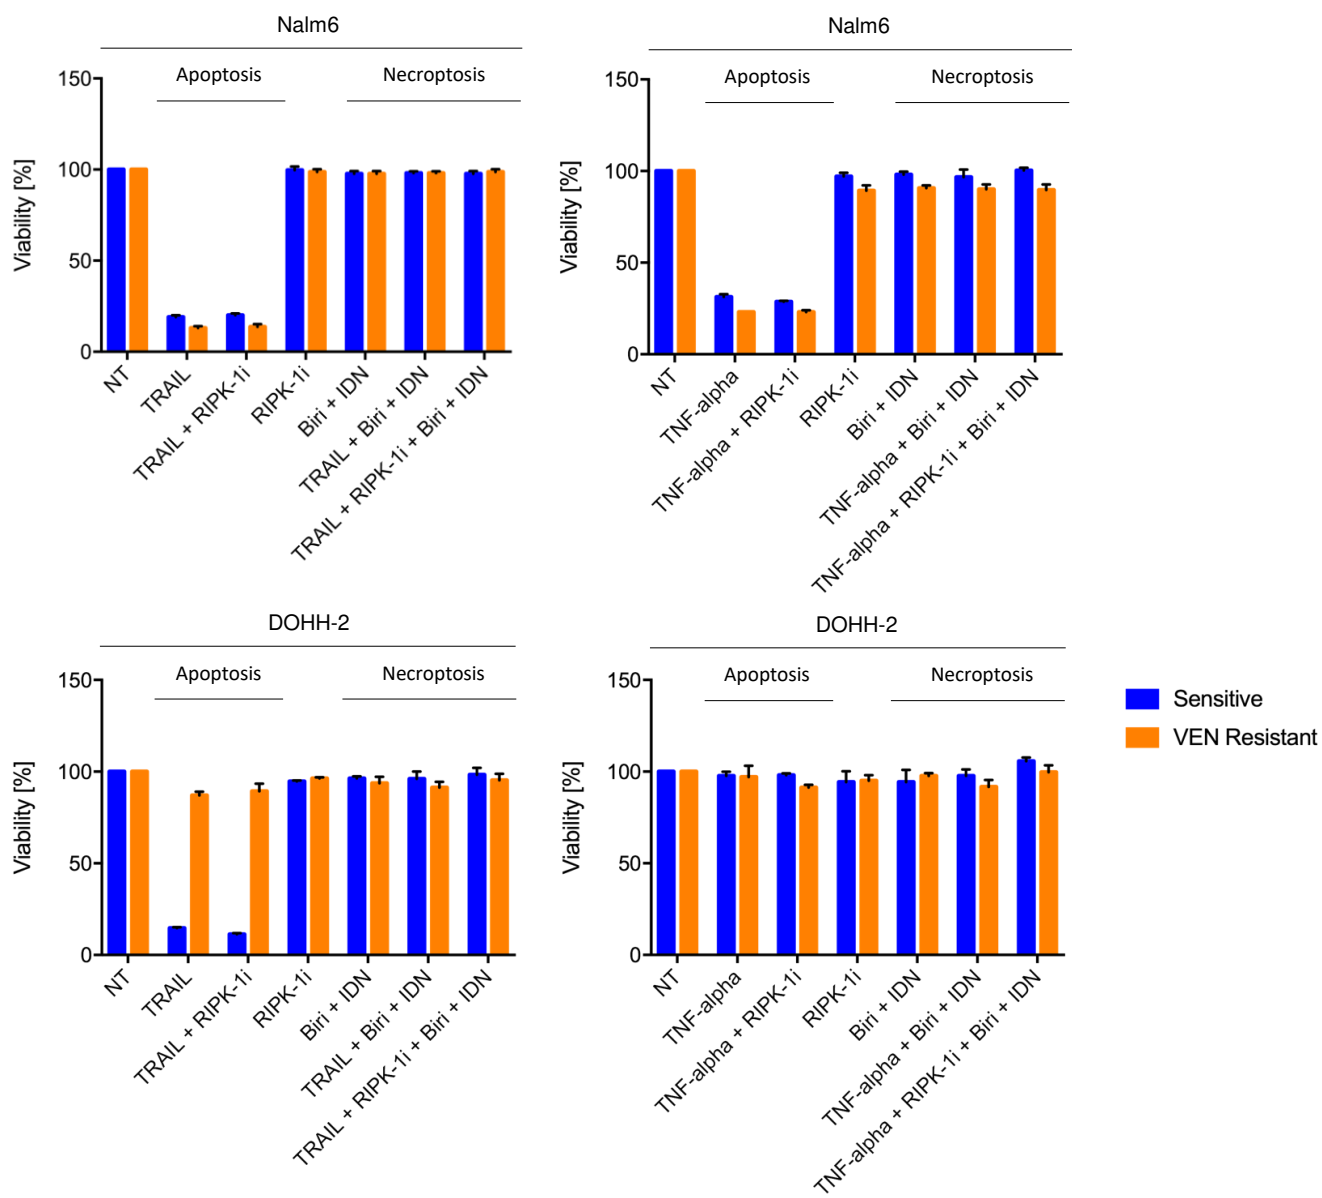 Nalm6
Apoptosis
Necroptosis
Viability [%]
150
100
50
0
NT
TRAIL
TRAIL + RIPK-1i
RIPK-1i
Biri + IDN
TRAIL + Biri + IDN
TRAIL + RIPK-1i + Biri + IDN
Nalm6
Apoptosis
Necroptosis
Viability [%]
150
100
50
0
NT
TNF-alpha
TNF-alpha + RIPK-1i
RIPK-1i
Biri + IDN
TNF-alpha + Biri + IDN
TNF-alpha + RIPK-1i + Biri + IDN
DOHH-2
Apoptosis
Necroptosis
Viability [%]
150
100
50
0
NT
TRAIL
TRAIL + RIPK-1i
RIPK-1i
Biri + IDN
TRAIL + Biri + IDN
TRAIL + RIPK-1i + Biri + IDN
DOHH-2
Apoptosis
Necroptosis
Viability [%]
150
100
50
0
NT
TNF-alpha
TNF-alpha + RIPK-1i
RIPK-1i
Biri + IDN
TNF-alpha + Biri + IDN
TNF-alpha + RIPK-1i + Biri + IDN
Sensitive
VEN Resistant